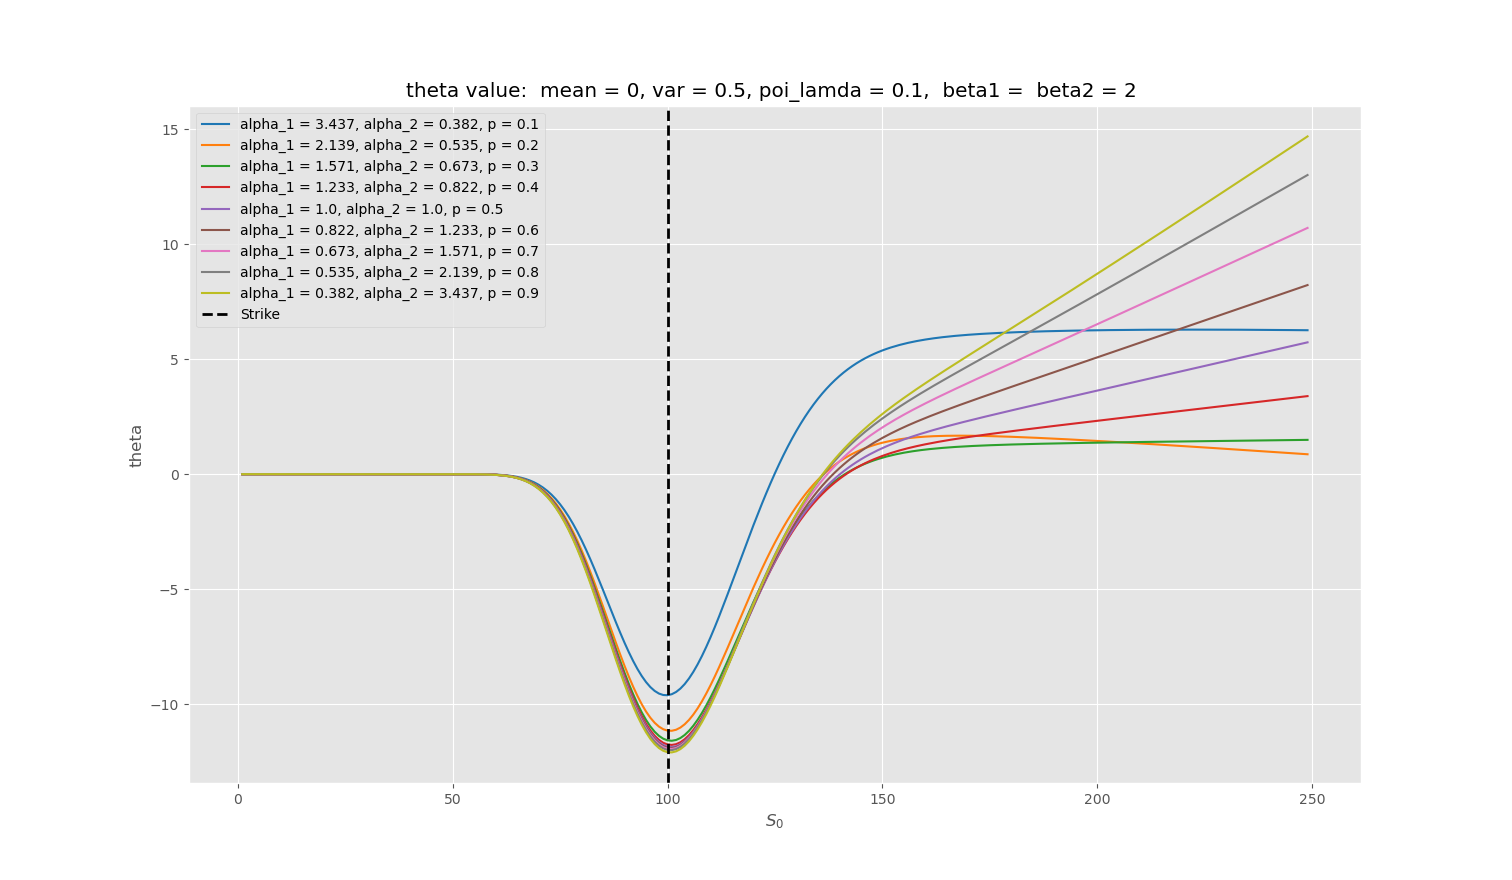 theta value:  mean = 0, var = 0.5, poi_lamda = 0.1,  beta1 =  beta2 = 2
alpha_1 = 3.437, alpha_2 = 0.382, p = 0.1
alpha_1 = 2.139, alpha_2 = 0.535, p = 0.2
alpha_1 = 1.571, alpha_2 = 0.673, p = 0.3
alpha_1 = 1.233, alpha_2 = 0.822, p = 0.4
alpha_1 = 1.0, alpha_2 = 1.0, p = 0.5
alpha_1 = 0.822, alpha_2 = 1.233, p = 0.6
alpha_1 = 0.673, alpha_2 = 1.571, p = 0.7
alpha_1 = 0.535, alpha_2 = 2.139, p = 0.8
alpha_1 = 0.382, alpha_2 = 3.437, p = 0.9
Strike
15
10
5
0
−5
−10
theta
0 50 100 150 200 250
S₀